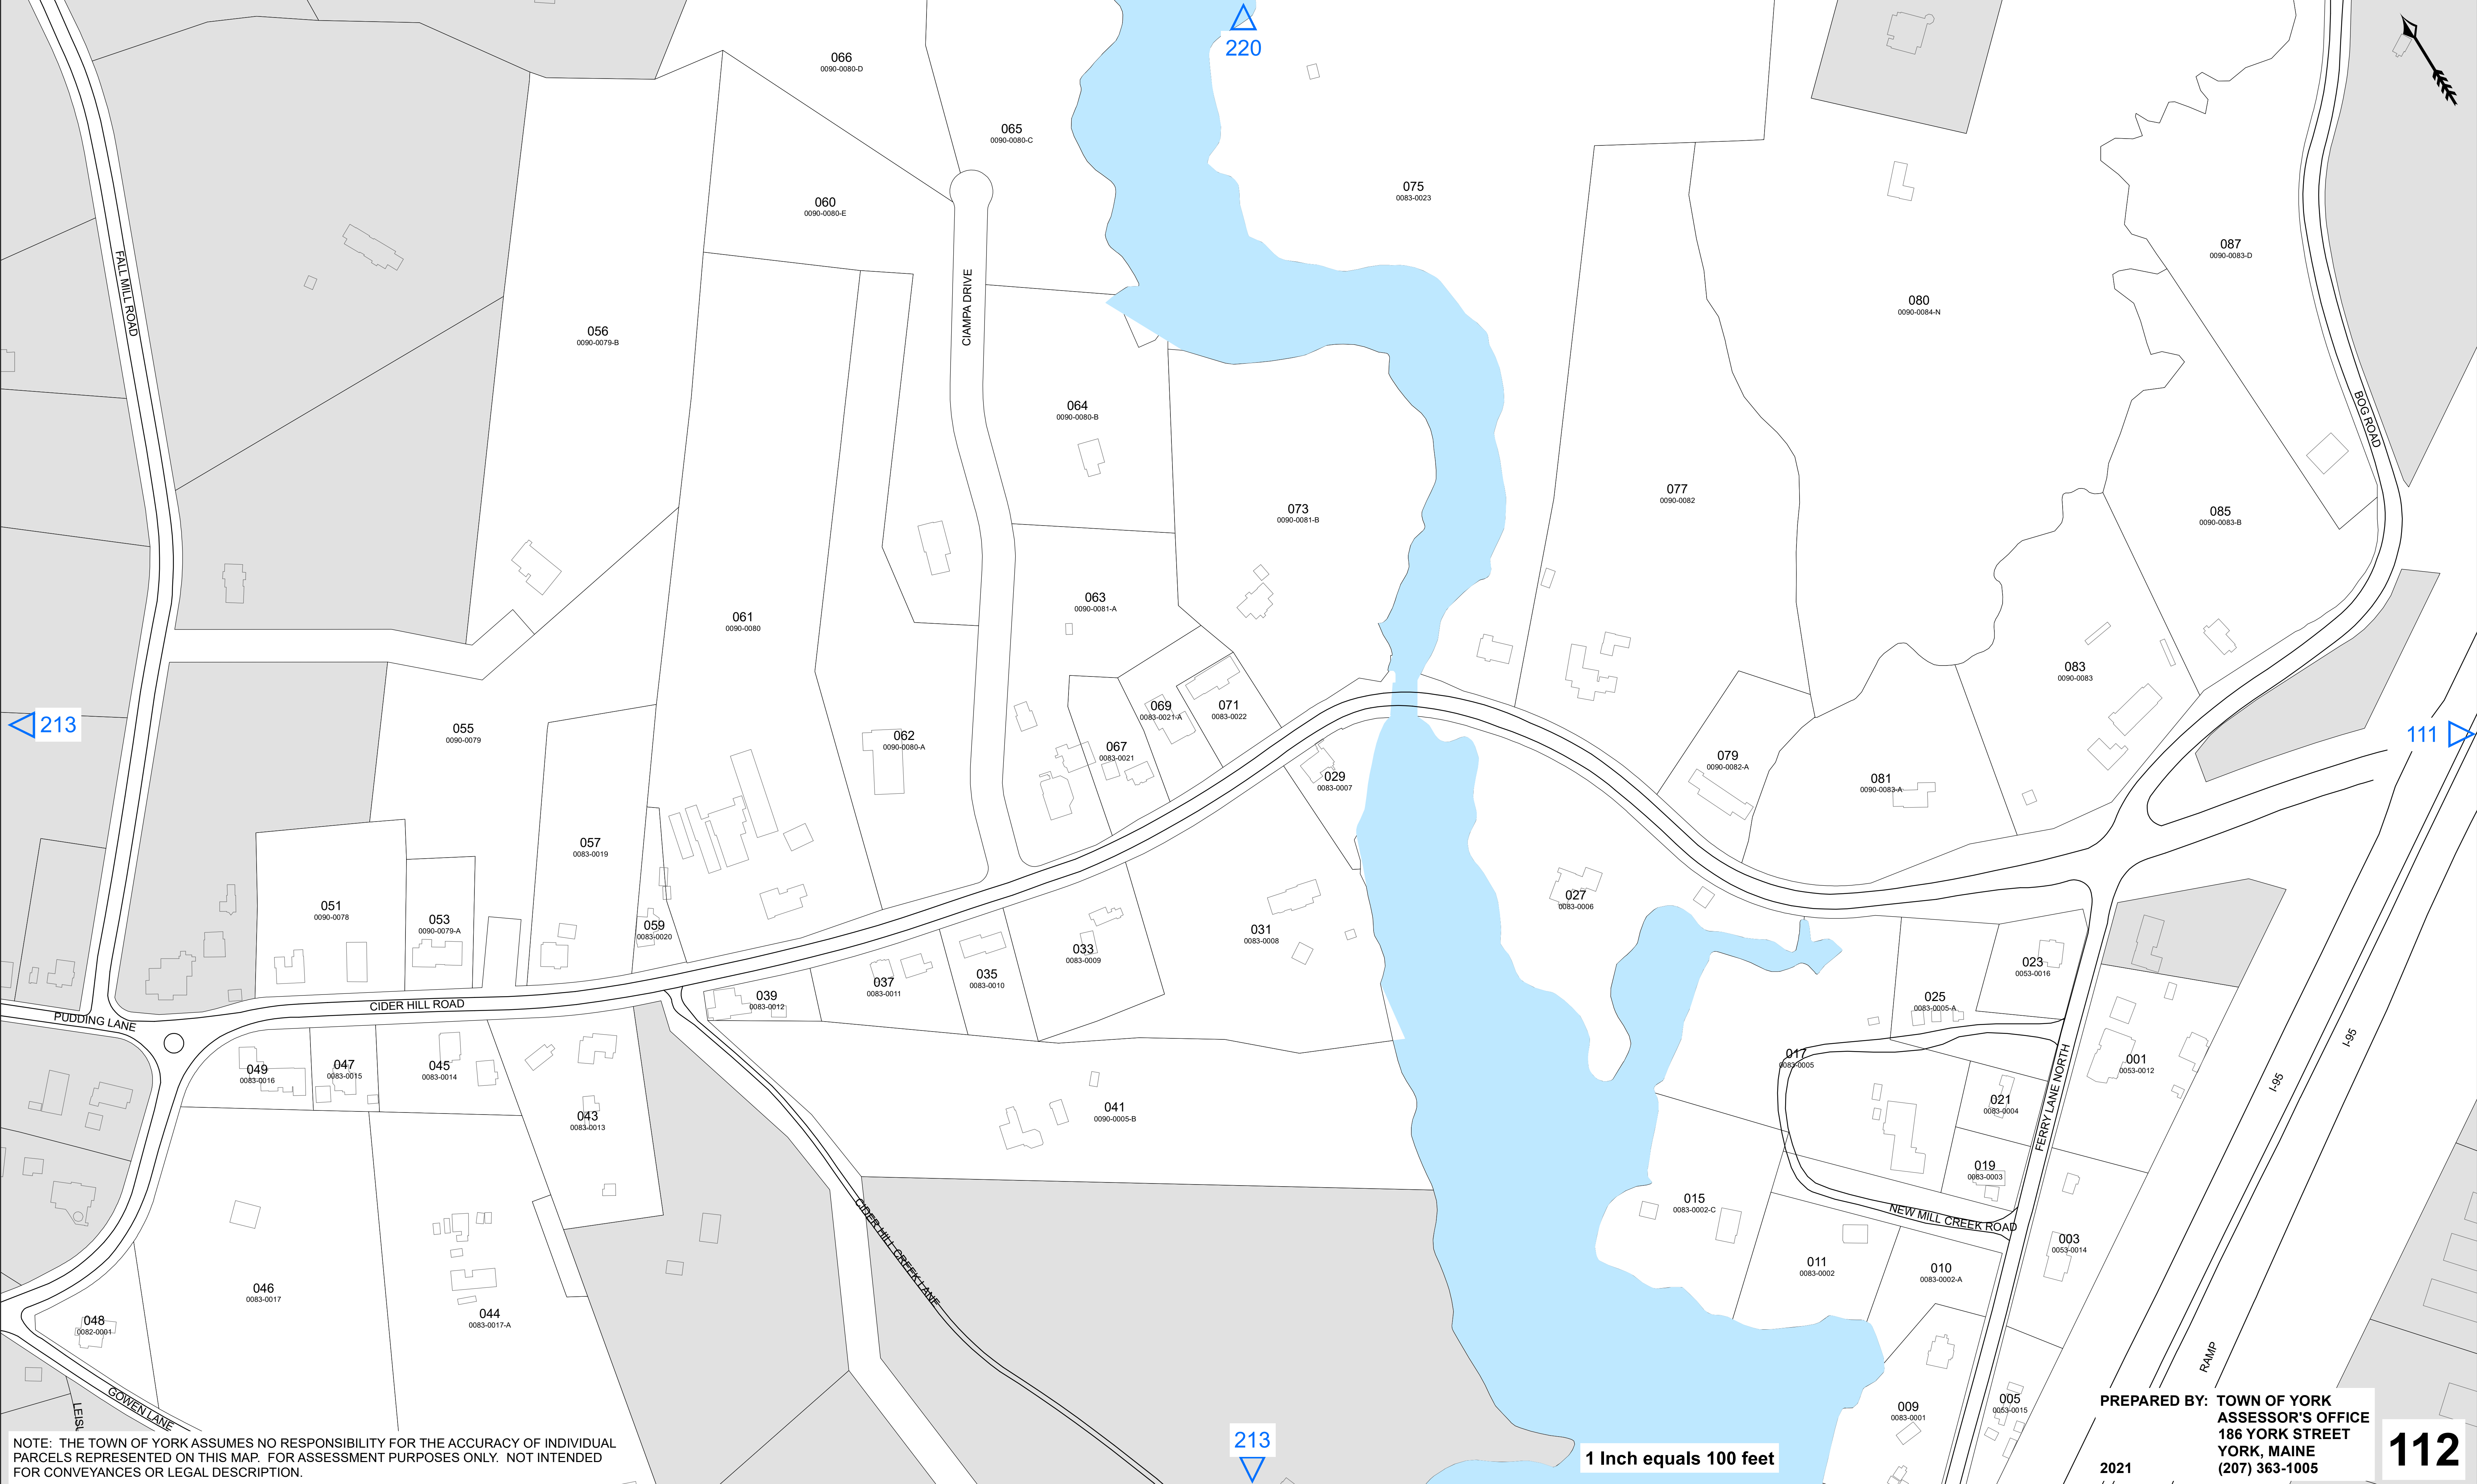 220
066
0090-0080-D
065
0090-0080-C
060
0090-0080-E
075
0083-0023
087
0090-0083-D
FALL MILL ROAD
056
0090-0079-B
CIAMPA DRIVE
080
0090-0084-N
064
0090-0080-B
BOG ROAD
077
0090-0082
073
0090-0081-B
085
0090-0083-B
063
0090-0081-A
061
0090-0080
083
0090-0083
213
055
0090-0079
062
0090-0080-A
069
0083-0021-A
071
0083-0022
067
0083-0021
029
0083-0007
079
0090-0082-A
081
0090-0083-A
111
057
0083-0019
051
0090-0078
053
0090-0079-A
059
0083-0020
027
0083-0006
031
0083-0008
033
0083-0009
035
0083-0010
037
0083-0011
039
0083-0012
023
0053-0016
025
0083-0005-A
CIDER HILL ROAD
PUDDING LANE
049
0083-0016
047
0083-0015
045
0083-0014
043
0083-0013
041
0090-0005-B
017
0083-0005
001
0053-0012
I-95
I-95
021
0083-0004
FERRY LANE NORTH
019
0083-0003
015
0083-0002-C
NEW MILL CREEK ROAD
003
0053-0014
011
0083-0002
010
0083-0002-A
CIDER HILL CREEK LANE
046
0083-0017
044
0083-0017-A
048
0082-0001
GOWEN LANE
LEISU
RAMP
009
0083-0001
005
0053-0015
213
NOTE: THE TOWN OF YORK ASSUMES NO RESPONSIBILITY FOR THE ACCURACY OF INDIVIDUAL
PARCELS REPRESENTED ON THIS MAP. FOR ASSESSMENT PURPOSES ONLY. NOT INTENDED
FOR CONVEYANCES OR LEGAL DESCRIPTION.
1 Inch equals 100 feet
PREPARED BY: TOWN OF YORK
ASSESSOR'S OFFICE
186 YORK STREET
YORK, MAINE
2021 (207) 363-1005
112